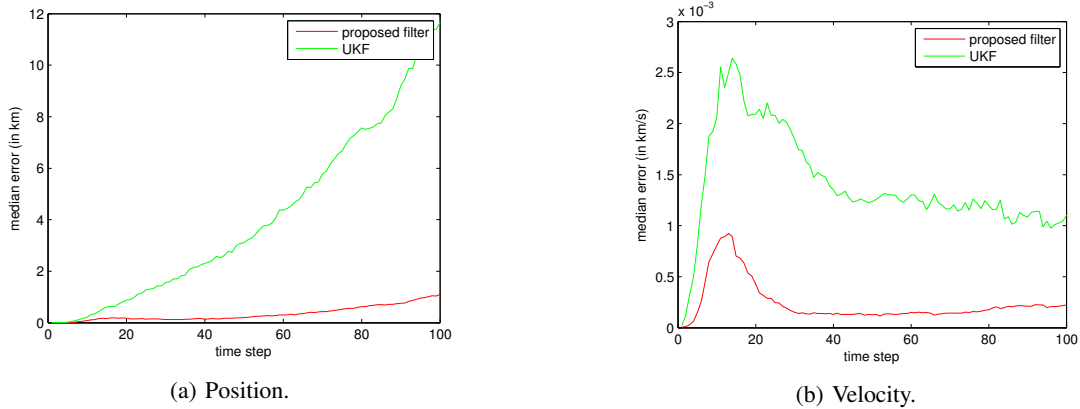 12
10
8
6
4
2
0
0
20
40
60
80
100
median error (in km)
time step
proposed filter
UKF
(a) Position.
x 10⁻³
3
2.5
2
1.5
1
0.5
0
0
20
40
60
80
100
median error (in km/s)
time step
proposed filter
UKF
(b) Velocity.